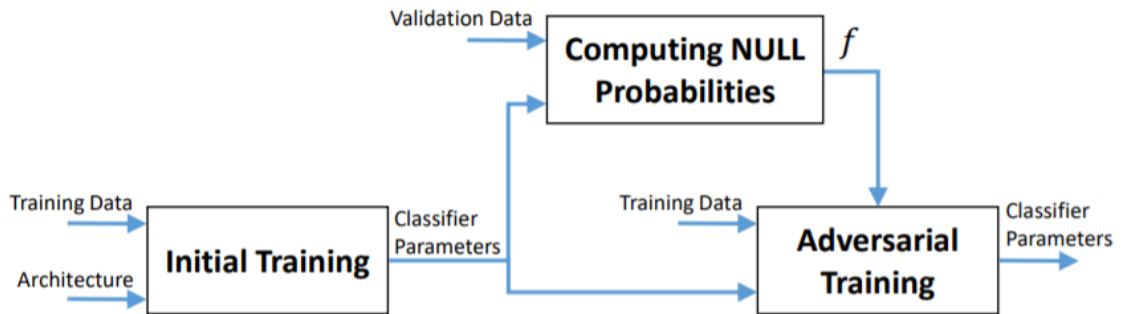 Validation Data
Computing NULL
Probabilities
f
Training Data
Architecture
Initial Training
Classifier
Parameters
Training Data
Adversarial
Training
Classifier
Parameters